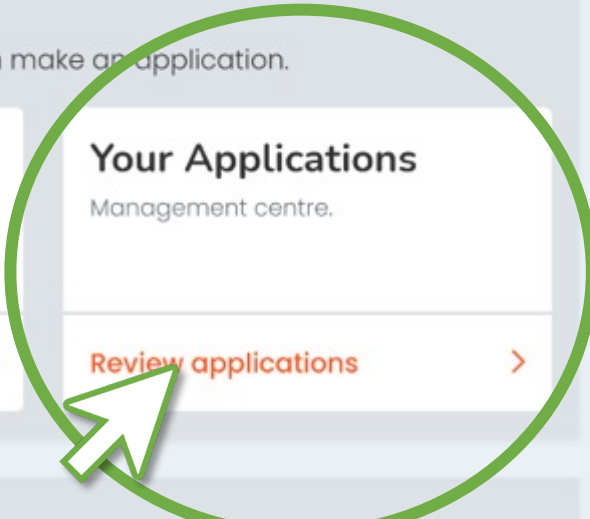 make an application.
Your Applications
Management centre.
Review applications